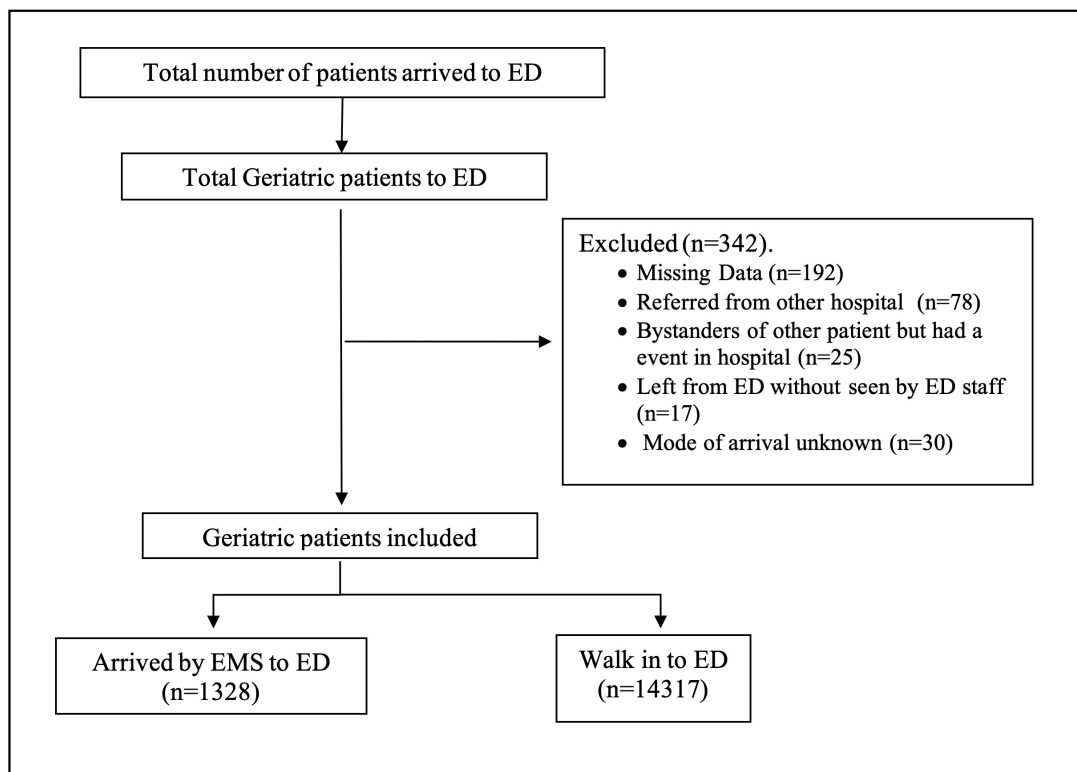 Total number of patients arrived to ED
Total Geriatric patients to ED
Excluded (n=342).
• Missing Data (n=192)
• Referred from other hospital (n=78)
• Bystanders of other patient but had a
event in hospital (n=25)
• Left from ED without seen by ED staff
(n=17)
• Mode of arrival unknown (n=30)
Geriatric patients included
Arrived by EMS to ED
(n=1328)
Walk in to ED
(n=14317)